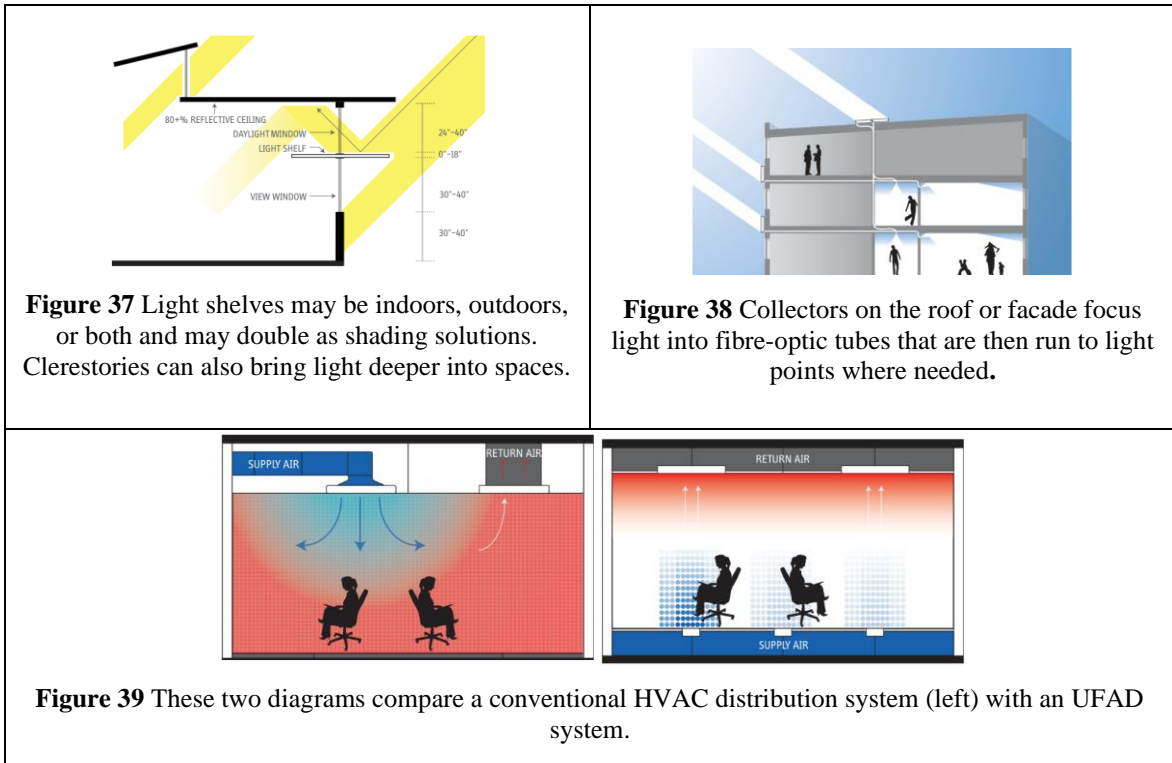 80+% REFLECTIVE CEILING
DAYLIGHT WINDOW
LIGHT SHELF
VIEW WINDOW
24"-40"
0"-18"
30"-40"
30"-40"
Figure 37 Light shelves may be indoors, outdoors,
or both and may double as shading solutions.
Clerestories can also bring light deeper into spaces.
Figure 38 Collectors on the roof or facade focus
light into fibre-optic tubes that are then run to light
points where needed.
SUPPLY AIR
RETURN AIR
RETURN AIR
SUPPLY AIR
Figure 39 These two diagrams compare a conventional HVAC distribution system (left) with an UFAD
system.